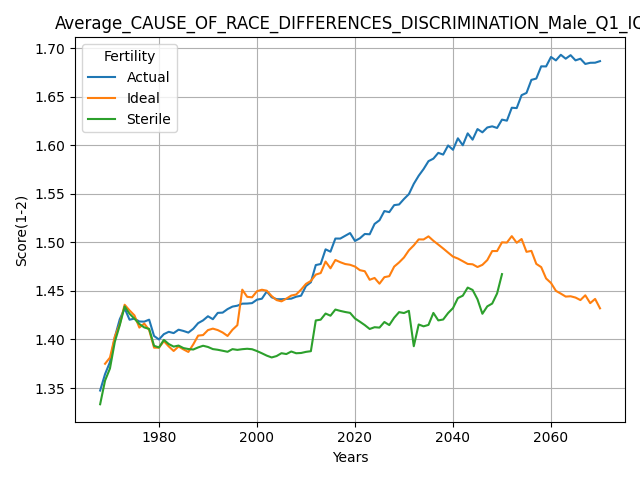 Average_CAUSE_OF_RACE_DIFFERENCES_DISCRIMINATION_Male_Q1_IC
Fertility
Actual
Ideal
Sterile
1.70
1.65
1.60
1.55
1.50
1.45
1.40
1.35
Score(1-2)
1980
2000
2020
2040
2060
Years